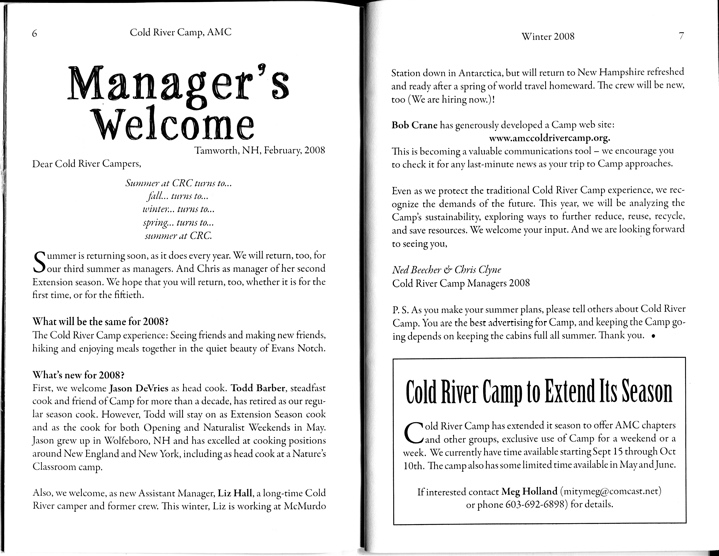 6
Cold River Camp, AMC
Manager's
Welcome
Tamworth, NH, February, 2008
Dear Cold River Campers,
Summer at CRC turns to...
fall... turns to...
winter... turns to...
spring... turns to...
summer at CRC.
Summer is returning soon, as it does every year. We will return, too, for
our third summer as managers. And Chris as manager of her second
Extension season. We hope that you will return, too, whether it is for the
first time, or for the fiftieth.
What will be the same for 2008?
The Cold River Camp experience: Seeing friends and making new friends,
hiking and enjoying meals together in the quiet beauty of Evans Notch.
What's new for 2008?
First, we welcome Jason DeVries as head cook. Todd Barber, steadfast
cook and friend of Camp for more than a decade, has retired as our regu-
lar season cook. However, Todd will stay on as Extension Season cook
and as the cook for both Opening and Naturalist Weekends in May.
Jason grew up in Wolfeboro, NH and has excelled at cooking positions
around New England and New York, including as head cook at a Nature's
Classroom camp.
Also, we welcome, as new Assistant Manager, Liz Hall, a long-time Cold
River camper and former crew. This winter, Liz is working at McMurdo
Winter 2008
7
Station down in Antarctica, but will return to New Hampshire refreshed
and ready after a spring of world travel homeward. The crew will be new,
too (We are hiring now.)!
Bob Crane has generously developed a Camp web site:
www.amccoldrivercamp.org.
This is becoming a valuable communications tool – we encourage you
to check it for any last-minute news as your trip to Camp approaches.
Even as we protect the traditional Cold River Camp experience, we rec-
ognize the demands of the future. This year, we will be analyzing the
Camp's sustainability, exploring ways to further reduce, reuse, recycle,
and save resources. We welcome your input. And we are looking forward
to seeing you,
Ned Beecher & Chris Clyne
Cold River Camp Managers 2008
P. S. As you make your summer plans, please tell others about Cold River
Camp. You are the best advertising for Camp, and keeping the Camp go-
ing depends on keeping the cabins full all summer. Thank you. •
Cold River Camp to Extend Its Season
Cold River Camp has extended it season to offer AMC chapters
and other groups, exclusive use of Camp for a weekend or a
week. We currently have time available starting Sept 15 through Oct
10th. The camp also has some limited time available in May and June.
If interested contact Meg Holland (mitymeg@comcast.net)
or phone 603-692-6898) for details.